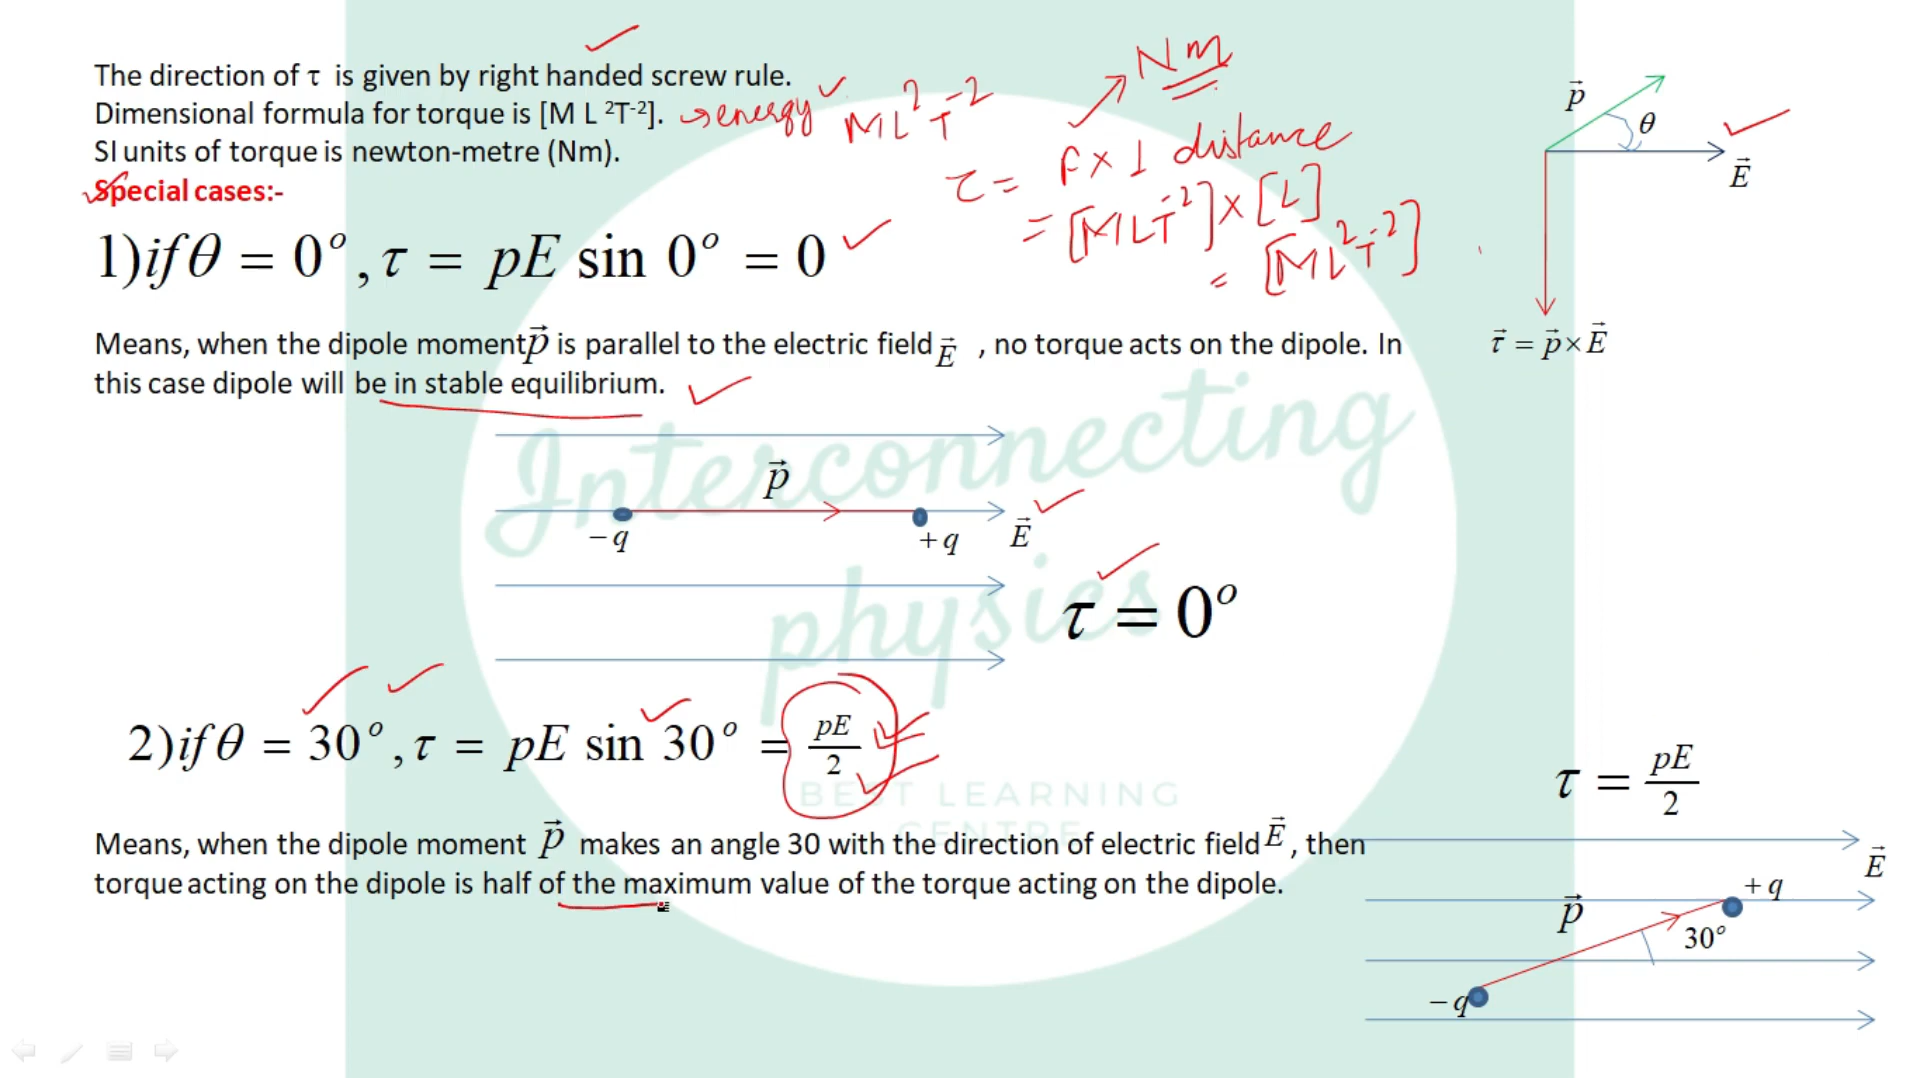 The direction of τ is given by right handed screw rule.
Dimensional formula for torque is [M L ²T⁻²]. → energy ML²T⁻²
SI units of torque is newton-metre (Nm).
Special cases:-
Nm
τ = F × ⊥ distance
= [MLT⁻²] × [L]
= [ML²T⁻²]
p⃗
θ
E⃗
τ⃗ = p⃗ × E⃗
1) if θ = 0°, τ = pE sin 0° = 0
Means, when the dipole moment p⃗ is parallel to the electric field E⃗ , no torque acts on the dipole. In
this case dipole will be in stable equilibrium.
p⃗
−q
+q
E⃗
τ = 0°
2) if θ = 30°, τ = pE sin 30° = pE/2
Means, when the dipole moment p⃗ makes an angle 30 with the direction of electric field E⃗ , then
torque acting on the dipole is half of the maximum value of the torque acting on the dipole.
τ = pE/2
E⃗
+q
p⃗
30°
−q
Interconnecting
physics
BEST LEARNING
CENTRE